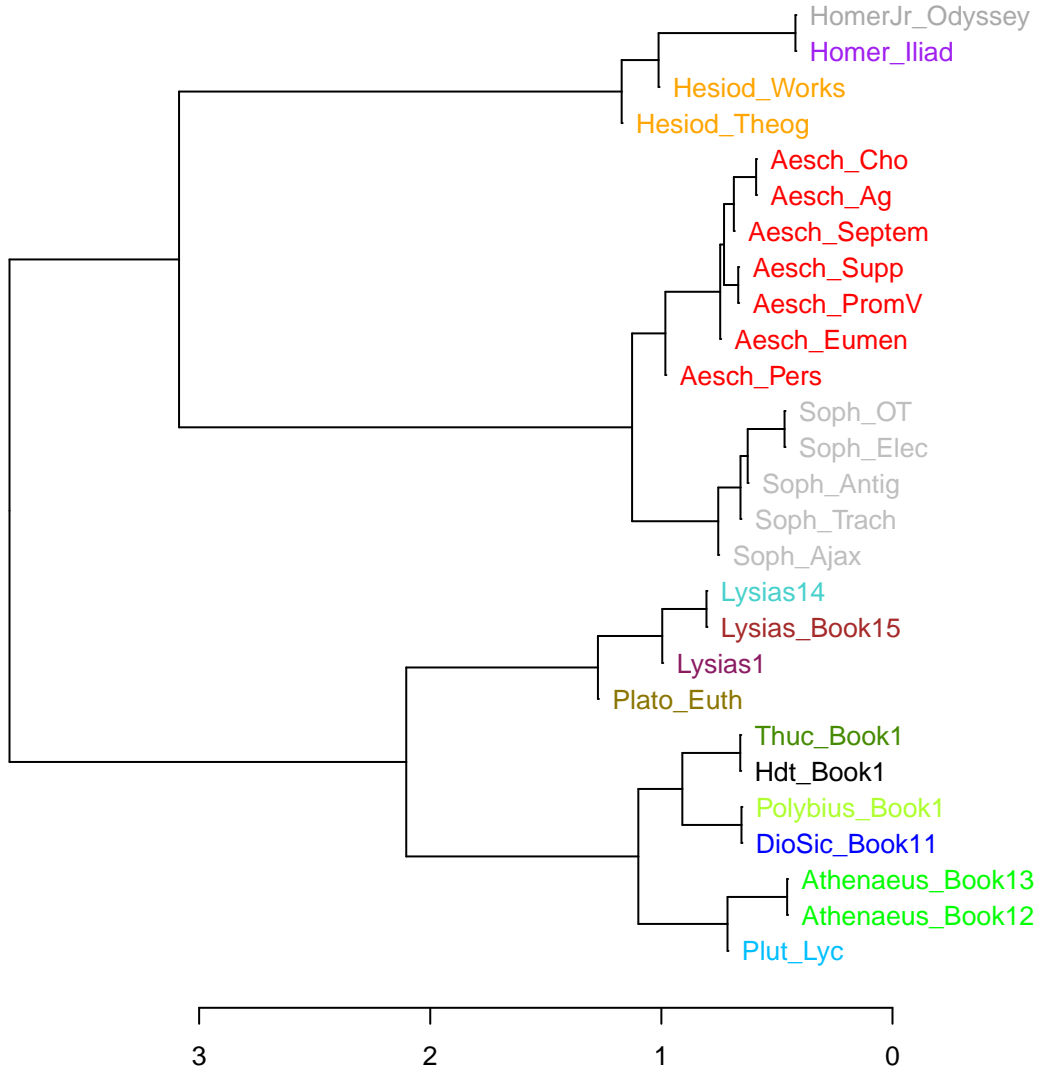 HomerJr_Odyssey
Homer_Iliad
Hesiod_Works
Hesiod_Theog
Aesch_Cho
Aesch_Ag
Aesch_Septem
Aesch_Supp
Aesch_PromV
Aesch_Eumen
Aesch_Pers
Soph_OT
Soph_Elec
Soph_Antig
Soph_Trach
Soph_Ajax
Lysias14
Lysias_Book15
Lysias1
Plato_Euth
Thuc_Book1
Hdt_Book1
Polybius_Book1
DioSic_Book11
Athenaeus_Book13
Athenaeus_Book12
Plut_Lyc
3 2 1 0